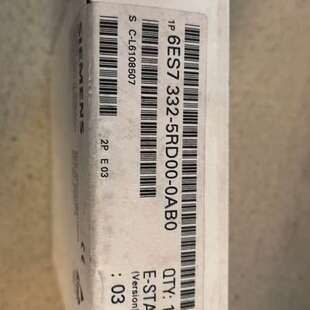 SIEMENS
1P 6ES7 332-5RD00-0AB0
S C-L6108507
2P E 03
QTY: 1
E-STA
(Version)
: 03